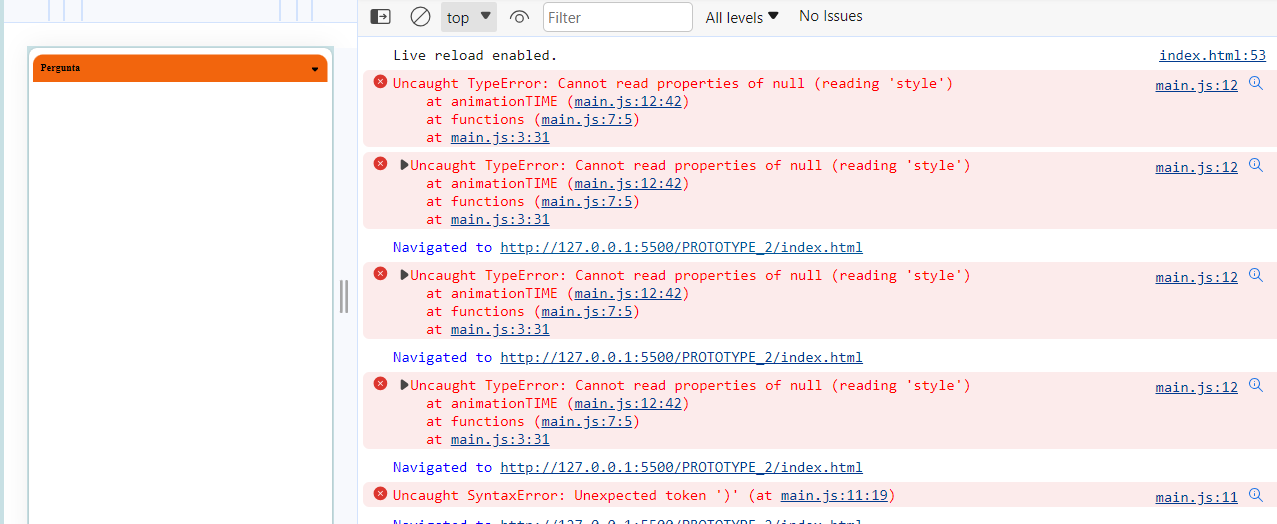 top ▼
Filter
All levels ▼
No Issues
Pergunta
Live reload enabled. index.html:53
Uncaught TypeError: Cannot read properties of null (reading 'style') main.js:12
at animationTIME (main.js:12:42)
at functions (main.js:7:5)
at main.js:3:31
Uncaught TypeError: Cannot read properties of null (reading 'style') main.js:12
at animationTIME (main.js:12:42)
at functions (main.js:7:5)
at main.js:3:31
Navigated to http://127.0.0.1:5500/PROTOTYPE_2/index.html
Uncaught TypeError: Cannot read properties of null (reading 'style') main.js:12
at animationTIME (main.js:12:42)
at functions (main.js:7:5)
at main.js:3:31
Navigated to http://127.0.0.1:5500/PROTOTYPE_2/index.html
Uncaught TypeError: Cannot read properties of null (reading 'style') main.js:12
at animationTIME (main.js:12:42)
at functions (main.js:7:5)
at main.js:3:31
Navigated to http://127.0.0.1:5500/PROTOTYPE_2/index.html
Uncaught SyntaxError: Unexpected token ')' (at main.js:11:19) main.js:11